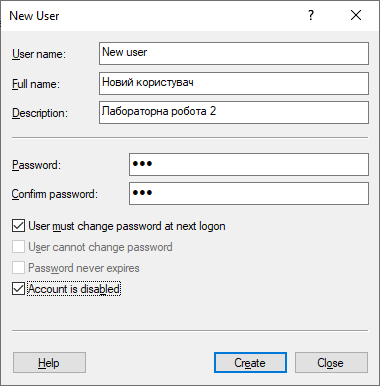 New User
User name:
New user
Full name:
Новий користувач
Description:
Лабораторна робота 2
Password:
•••
Confirm password:
•••
User must change password at next logon
User cannot change password
Password never expires
Account is disabled
Help
Create
Close